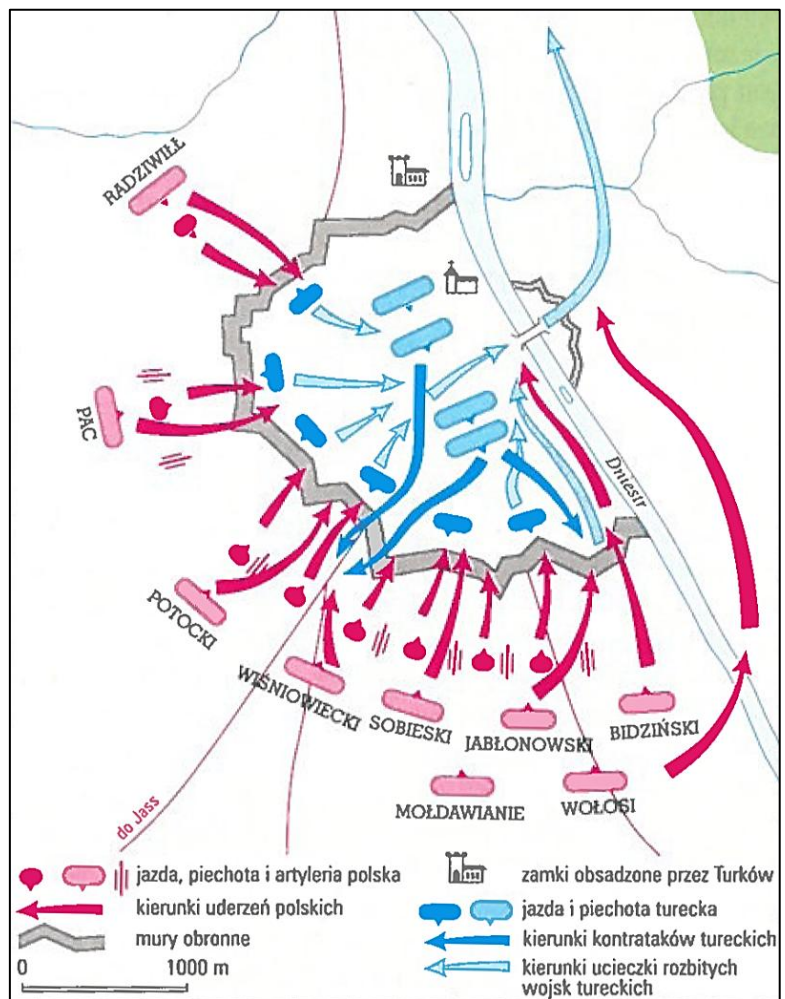 RADZIWIŁŁ
PAC
Dniestr
POTOCKI
WIŚNIOWIECKI
SOBIESKI
JABŁONOWSKI
BIDZIŃSKI
MOŁDAWIANIE
WOŁOSI
do Jass
jazda, piechota i artyleria polska
kierunki uderzeń polskich
mury obronne
0 1000 m
zamki obsadzone przez Turków
jazda i piechota turecka
kierunki kontrataków tureckich
kierunki ucieczki rozbitych
wojsk tureckich